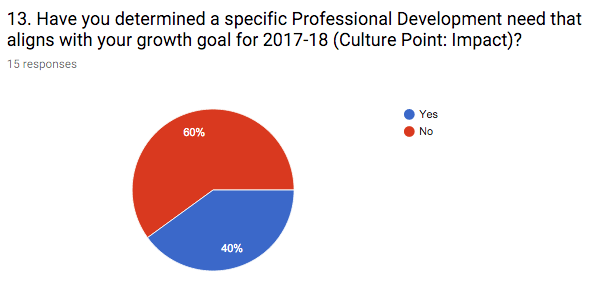 13. Have you determined a specific Professional Development need that
aligns with your growth goal for 2017-18 (Culture Point: Impact)?
15 responses
Yes
No
60%
40%